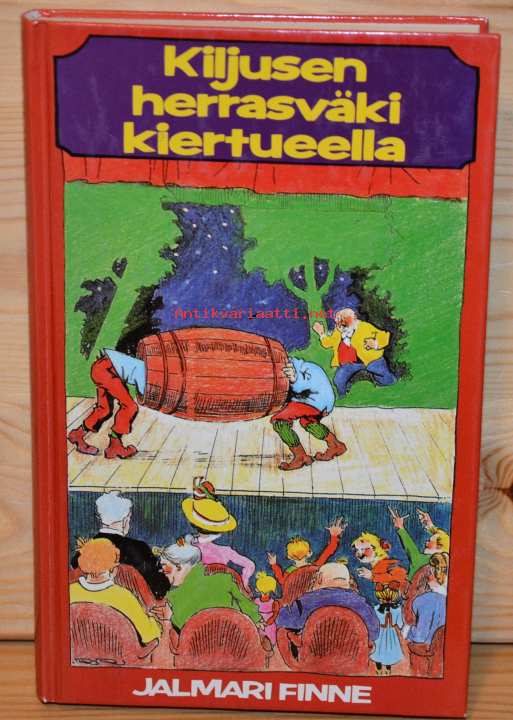 Kiljusen
herrasväki
kiertueella
Antikvariaatti.net
JALMARI FINNE